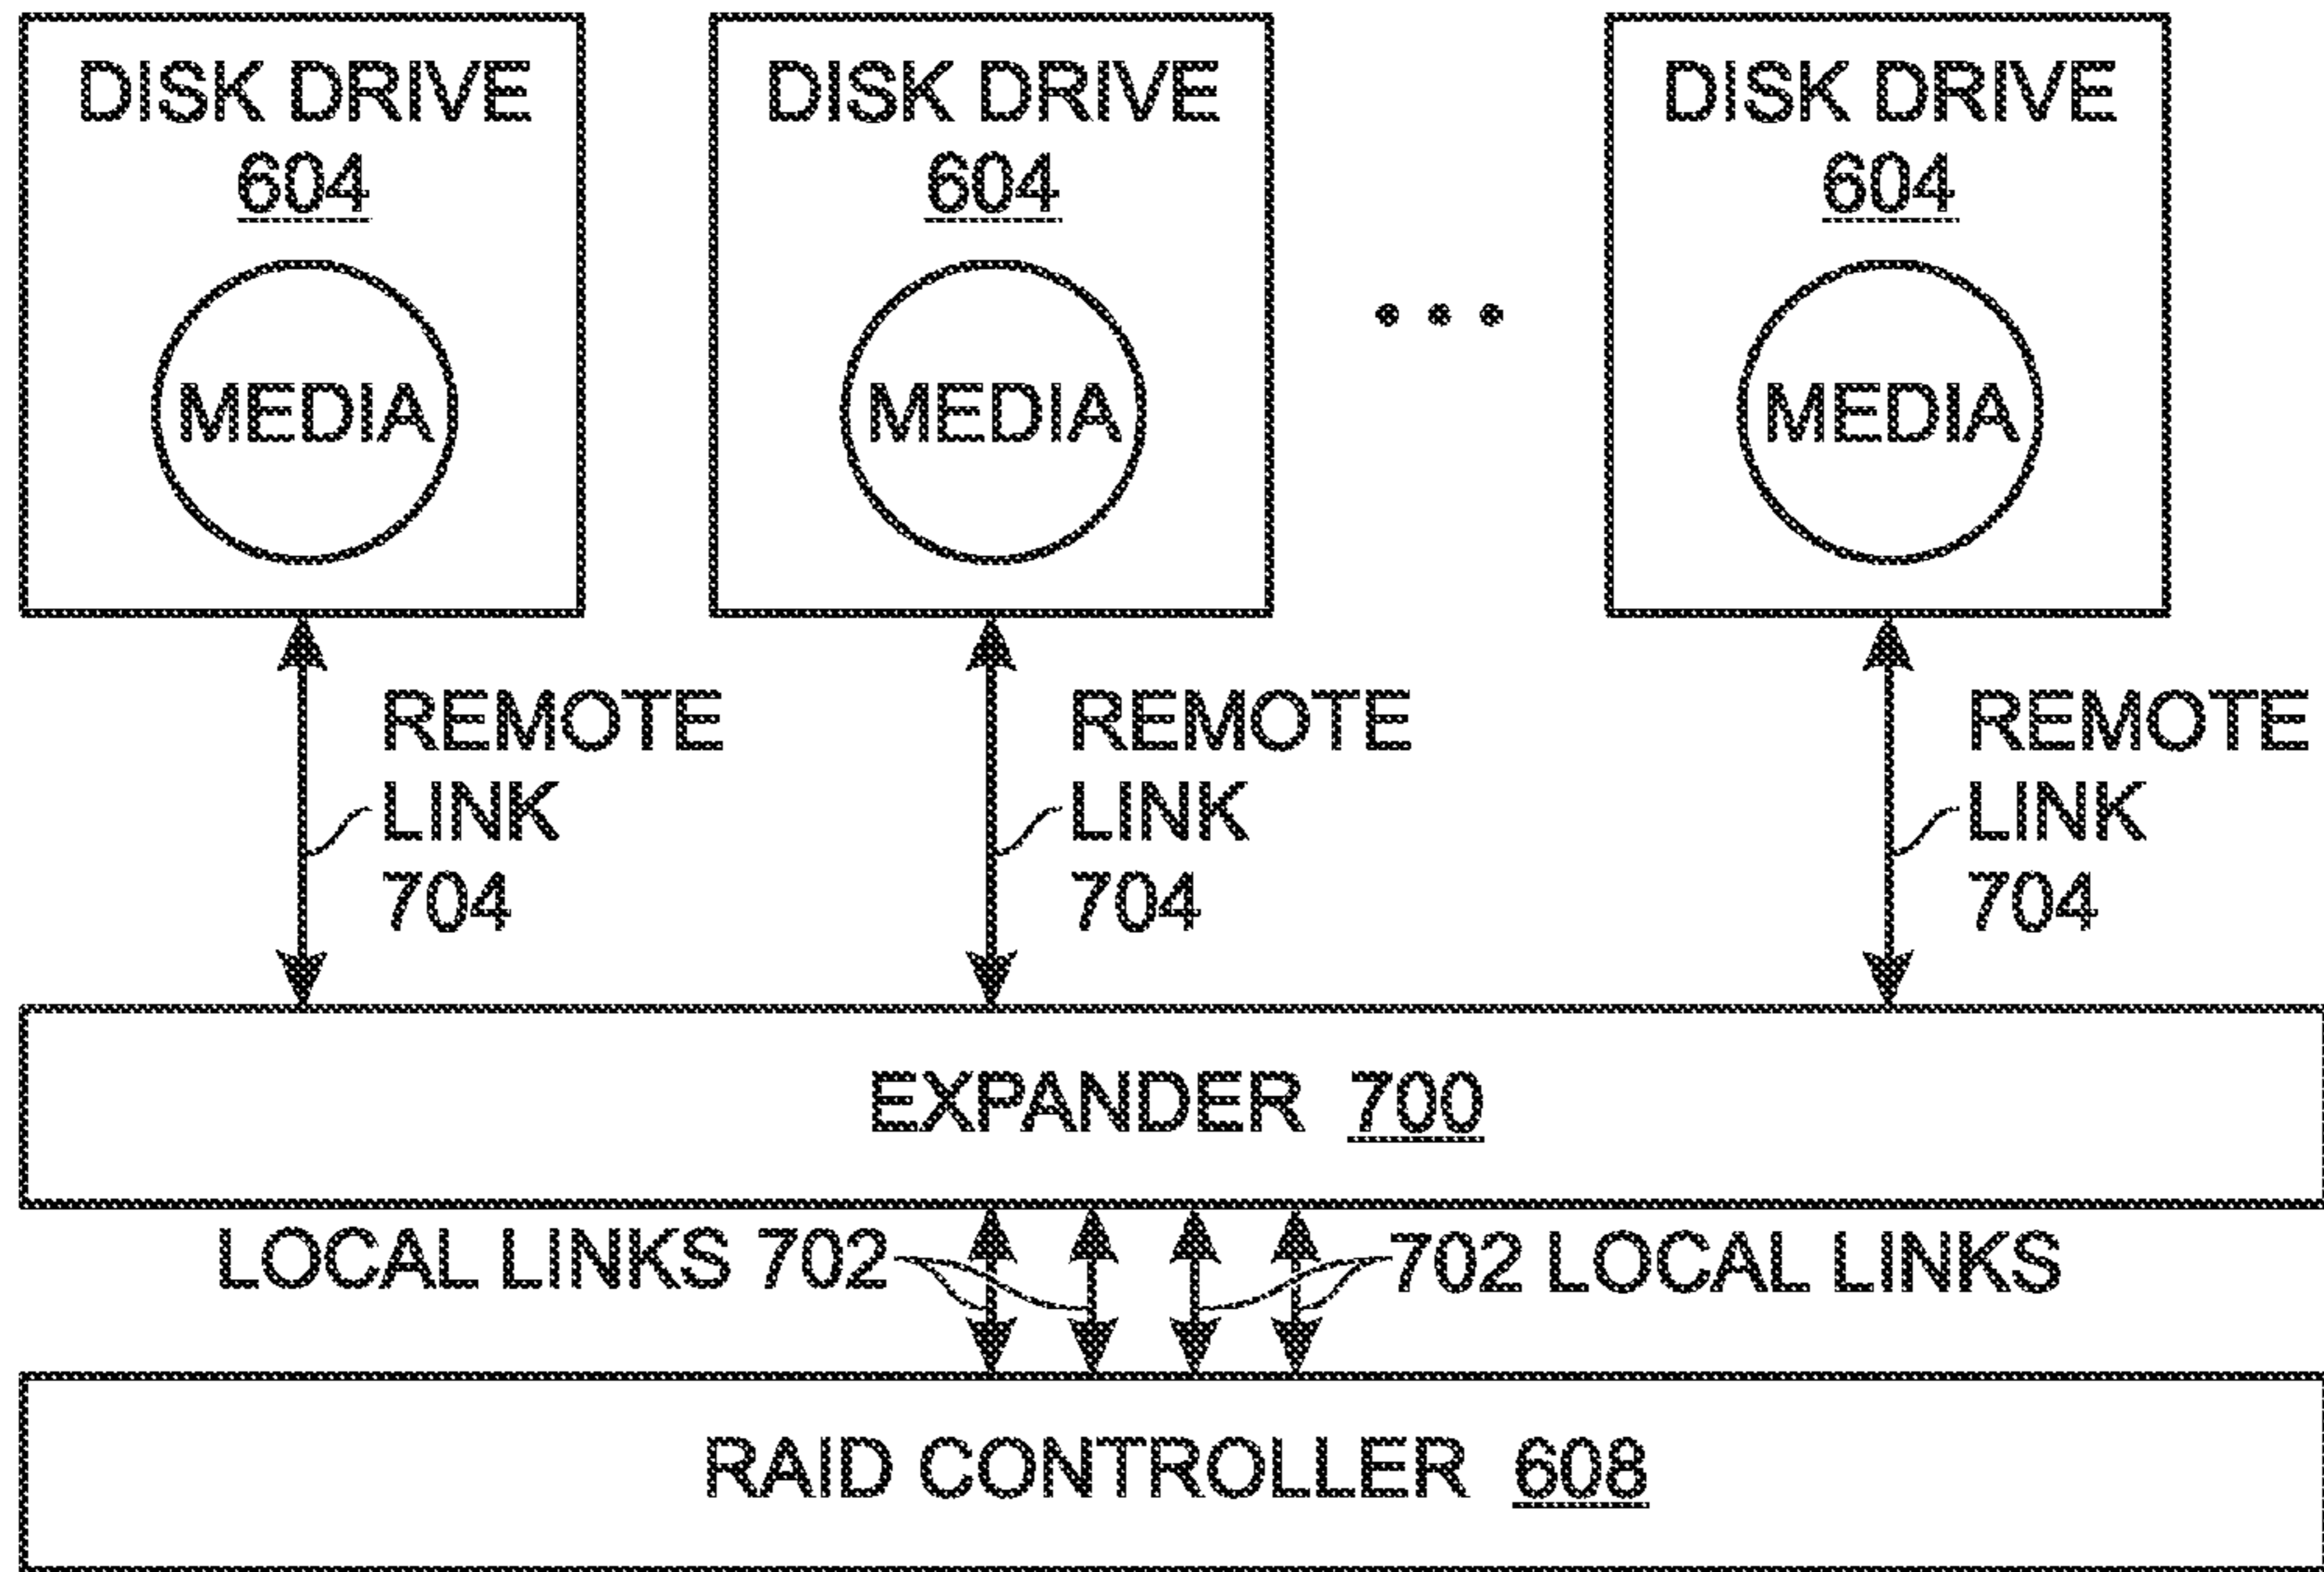 DISK DRIVE
604
MEDIA
DISK DRIVE
604
MEDIA
DISK DRIVE
604
MEDIA
REMOTE
LINK
704
REMOTE
LINK
704
REMOTE
LINK
704
EXPANDER 700
LOCAL LINKS 702
702 LOCAL LINKS
RAID CONTROLLER 608